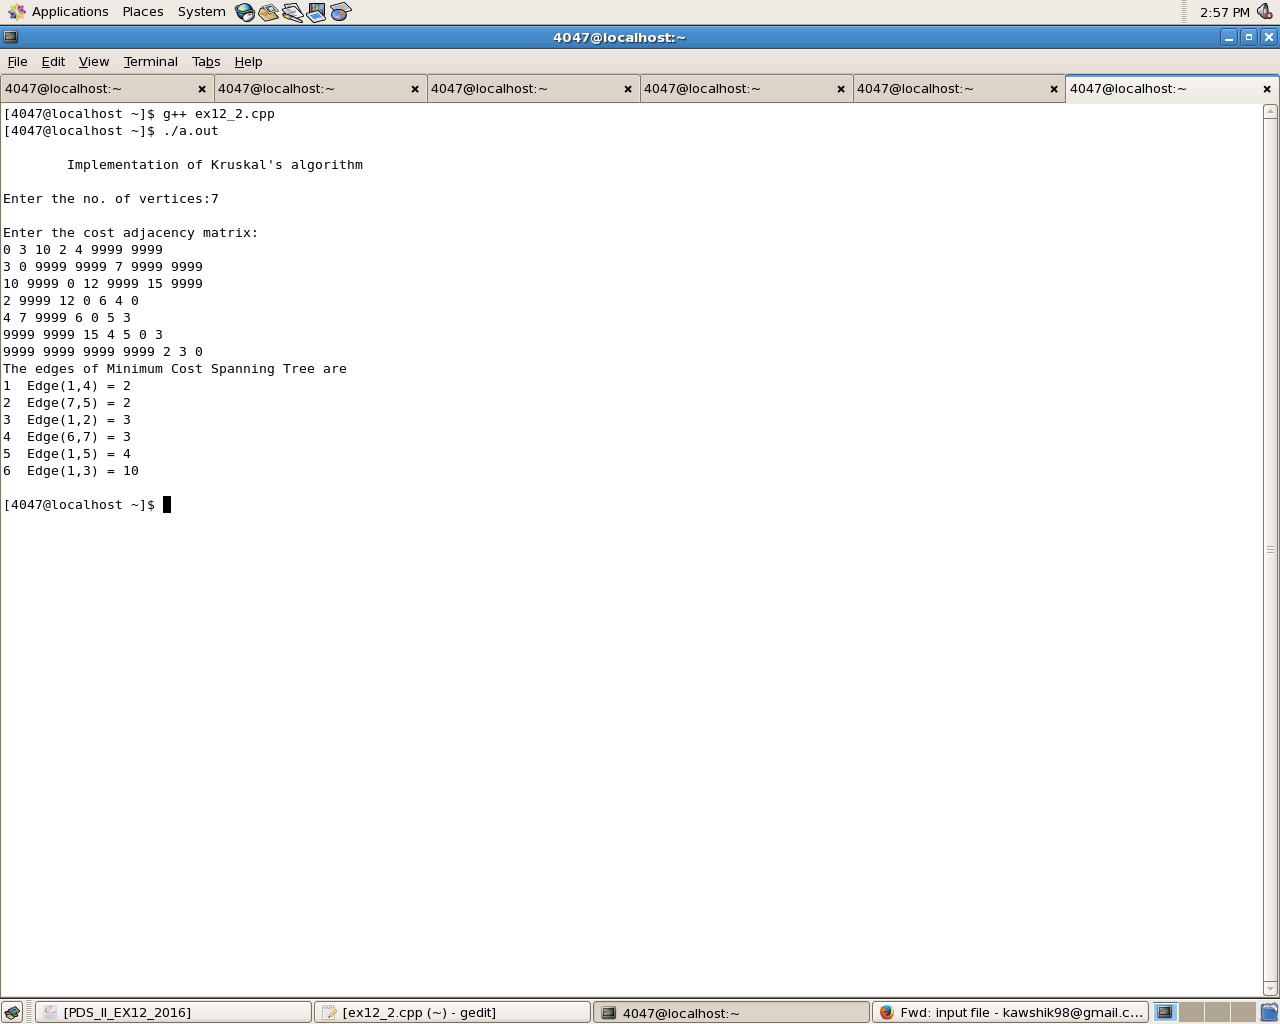 Applications Places System 2:57 PM
4047@localhost:~
File Edit View Terminal Tabs Help
4047@localhost:~ 4047@localhost:~ 4047@localhost:~ 4047@localhost:~ 4047@localhost:~ 4047@localhost:~
[4047@localhost ~]$ g++ ex12_2.cpp
[4047@localhost ~]$ ./a.out
Implementation of Kruskal's algorithm
Enter the no. of vertices:7
Enter the cost adjacency matrix:
0 3 10 2 4 9999 9999
3 0 9999 9999 7 9999 9999
10 9999 0 12 9999 15 9999
2 9999 12 0 6 4 0
4 7 9999 6 0 5 3
9999 9999 15 4 5 0 3
9999 9999 9999 9999 2 3 0
The edges of Minimum Cost Spanning Tree are
1 Edge(1,4) = 2
2 Edge(7,5) = 2
3 Edge(1,2) = 3
4 Edge(6,7) = 3
5 Edge(1,5) = 4
6 Edge(1,3) = 10
[4047@localhost ~]$
[PDS_II_EX12_2016] [ex12_2.cpp (~) - gedit] 4047@localhost:~ Fwd: input file - kawshik98@gmail.c...